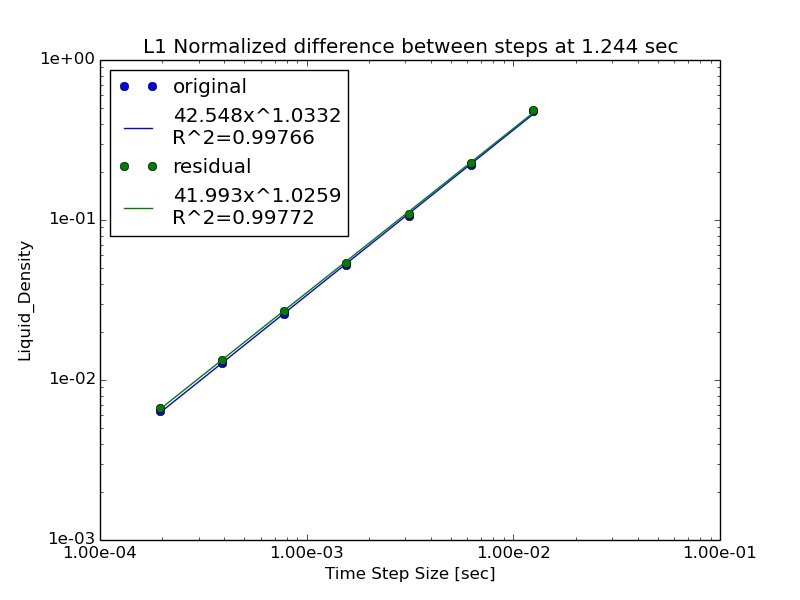 L1 Normalized difference between steps at 1.244 sec
1e+00
original
42.548x^1.0332
R^2=0.99766
residual
41.993x^1.0259
R^2=0.99772
1e-01
Liquid_Density
1e-02
1e-03
1.00e-04
1.00e-03
1.00e-02
1.00e-01
Time Step Size [sec]